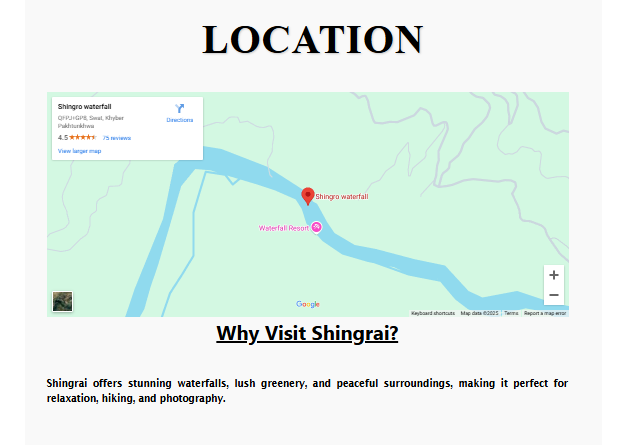 LOCATION
Shingro waterfall
QFPJ+GP8, Swat, Khyber
Pakhtunkhwa
Directions
4.5 75 reviews
View larger map
Shingro waterfall
Waterfall Resort
Google
Keyboard shortcuts Map data ©2025 Terms Report a map error
Why Visit Shingrai?
Shingrai offers stunning waterfalls, lush greenery, and peaceful surroundings, making it perfect for
relaxation, hiking, and photography.